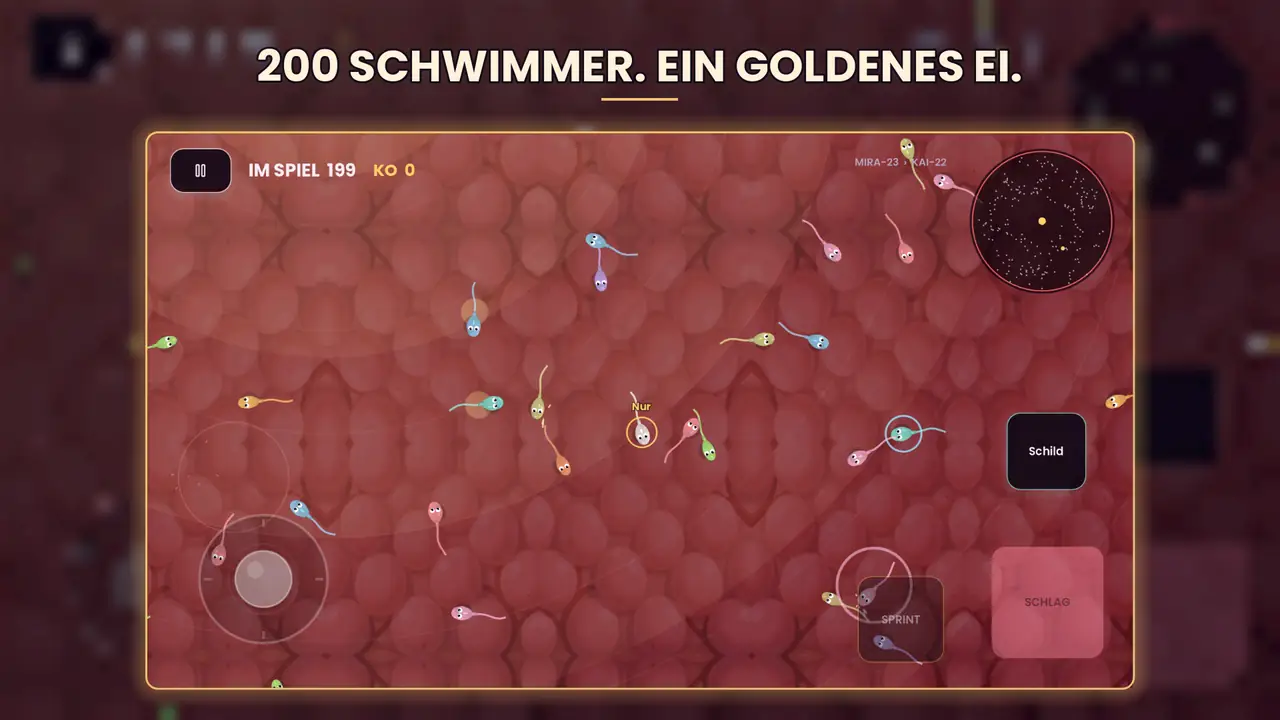 200 SCHWIMMER. EIN GOLDENES EI.
IM SPIEL 199 KO 0
MIRA-23 › KAI-22
Nur
Schild
SCHLAG
SPRINT